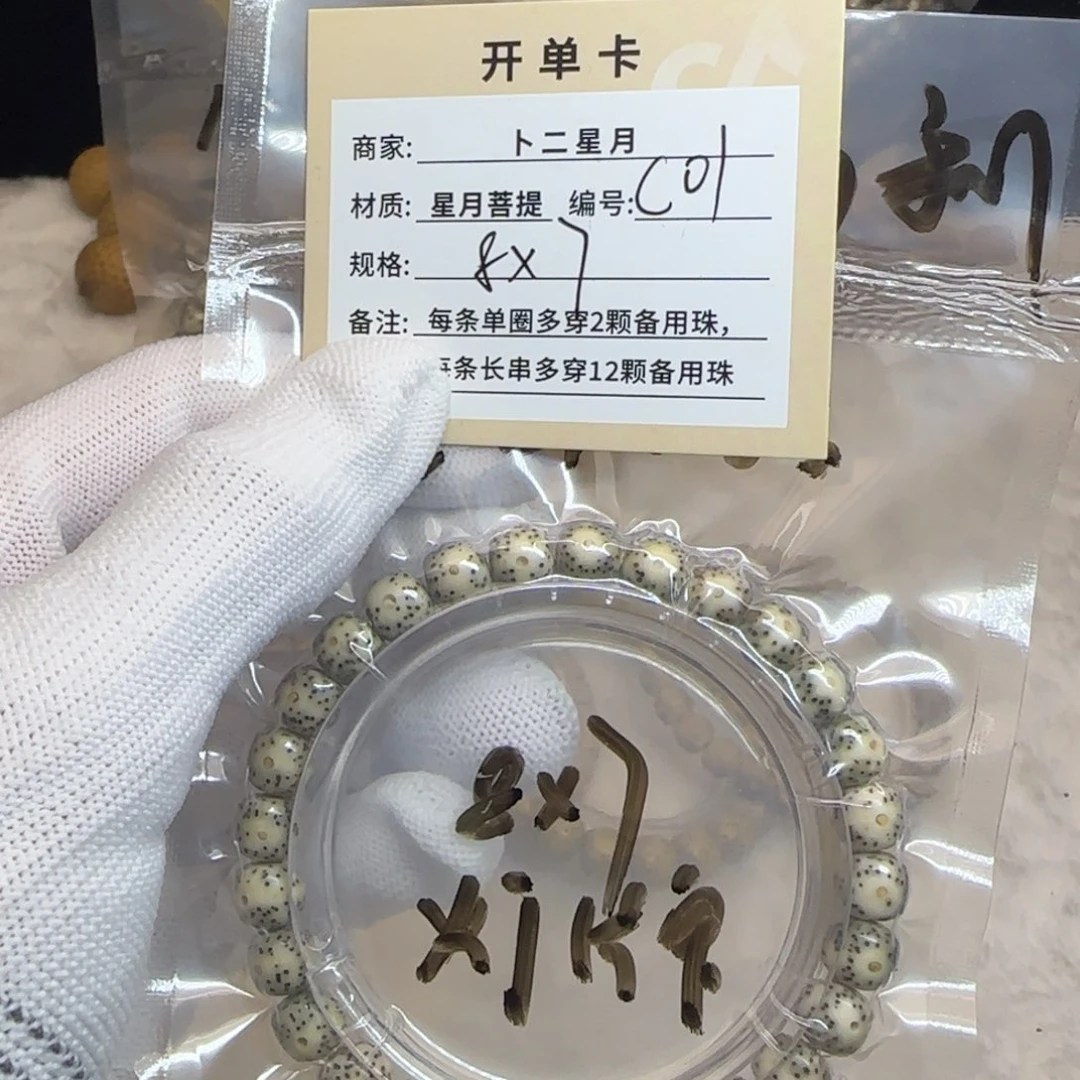 开单卡
商家: 卜二星月
材质: 星月菩提 编号: C01
规格: 8x7
备注: 每条单圈多穿2颗备用珠,
条长串多穿12颗备用珠
利
8x7